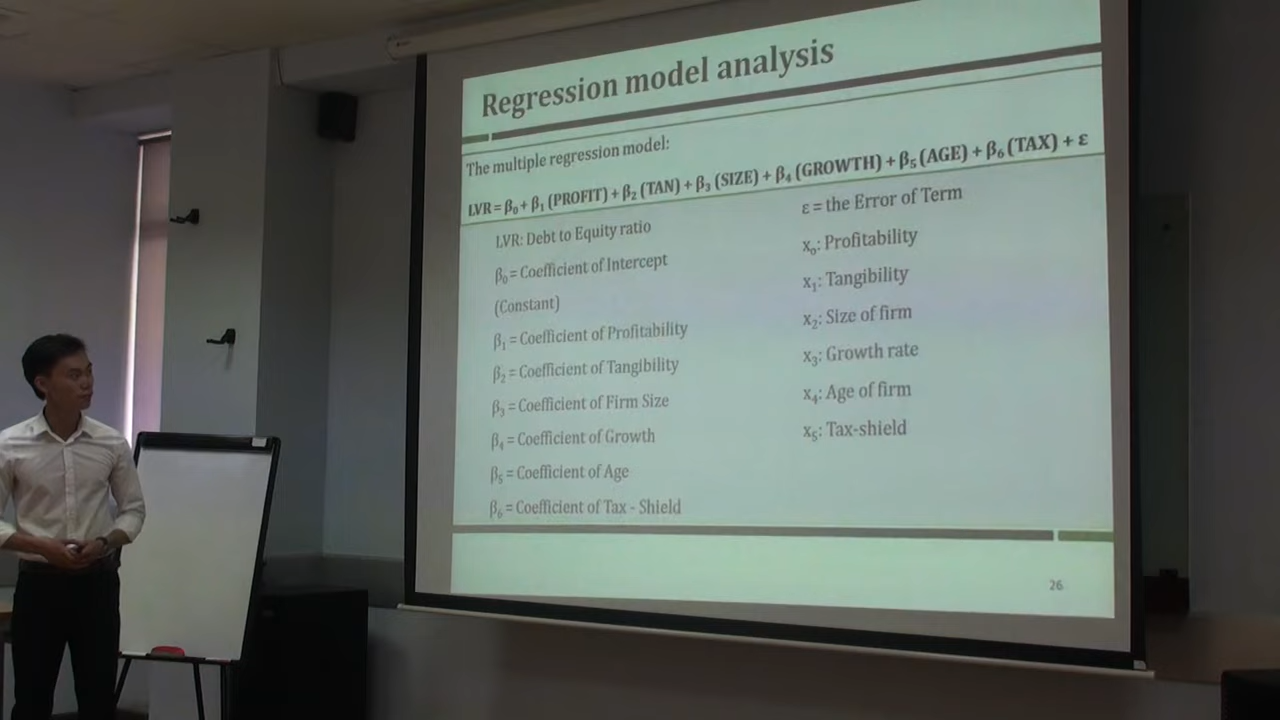 Regression model analysis
The multiple regression model:
LVR = β₀ + β₁ (PROFIT) + β₂ (TAN) + β₃ (SIZE) + β₄ (GROWTH) + β₅ (AGE) + β₆ (TAX) + ε
LVR: Debt to Equity ratio
β₀ = Coefficient of Intercept
(Constant)
β₁ = Coefficient of Profitability
β₂ = Coefficient of Tangibility
β₃ = Coefficient of Firm Size
β₄ = Coefficient of Growth
β₅ = Coefficient of Age
β₆ = Coefficient of Tax - Shield
ε = the Error of Term
x₀: Profitability
x₁: Tangibility
x₂: Size of firm
x₃: Growth rate
x₄: Age of firm
x₅: Tax-shield
26